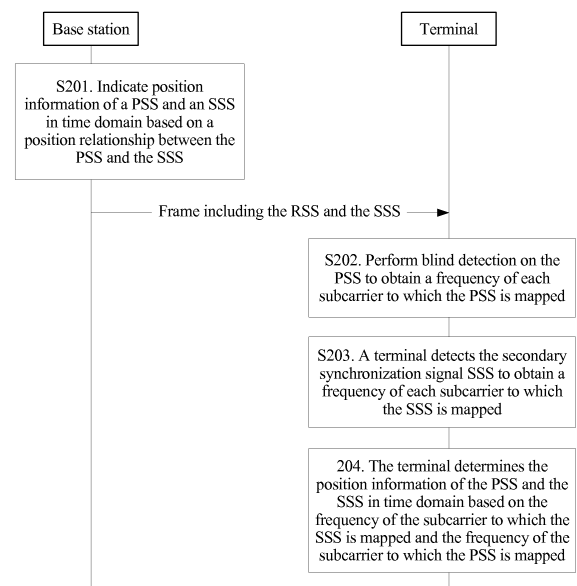 Base station
Terminal
S201. Indicate position
information of a PSS and an SSS
in time domain based on a
position relationship between the
PSS and the SSS
Frame including the RSS and the SSS
S202. Perform blind detection on the
PSS to obtain a frequency of each
subcarrier to which the PSS is mapped
S203. A terminal detects the secondary
synchronization signal SSS to obtain a
frequency of each subcarrier to which
the SSS is mapped
204. The terminal determines the
position information of the PSS and the
SSS in time domain based on the
frequency of the subcarrier to which the
SSS is mapped and the frequency of the
subcarrier to which the PSS is mapped